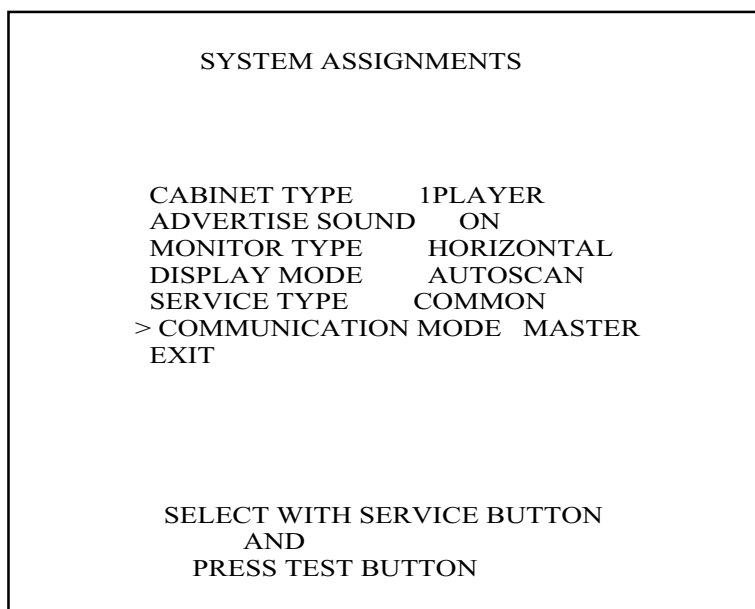 SYSTEM ASSIGNMENTS
CABINET TYPE 1PLAYER
ADVERTISE SOUND ON
MONITOR TYPE HORIZONTAL
DISPLAY MODE AUTOSCAN
SERVICE TYPE COMMON
> COMMUNICATION MODE MASTER
EXIT
SELECT WITH SERVICE BUTTON
AND
PRESS TEST BUTTON